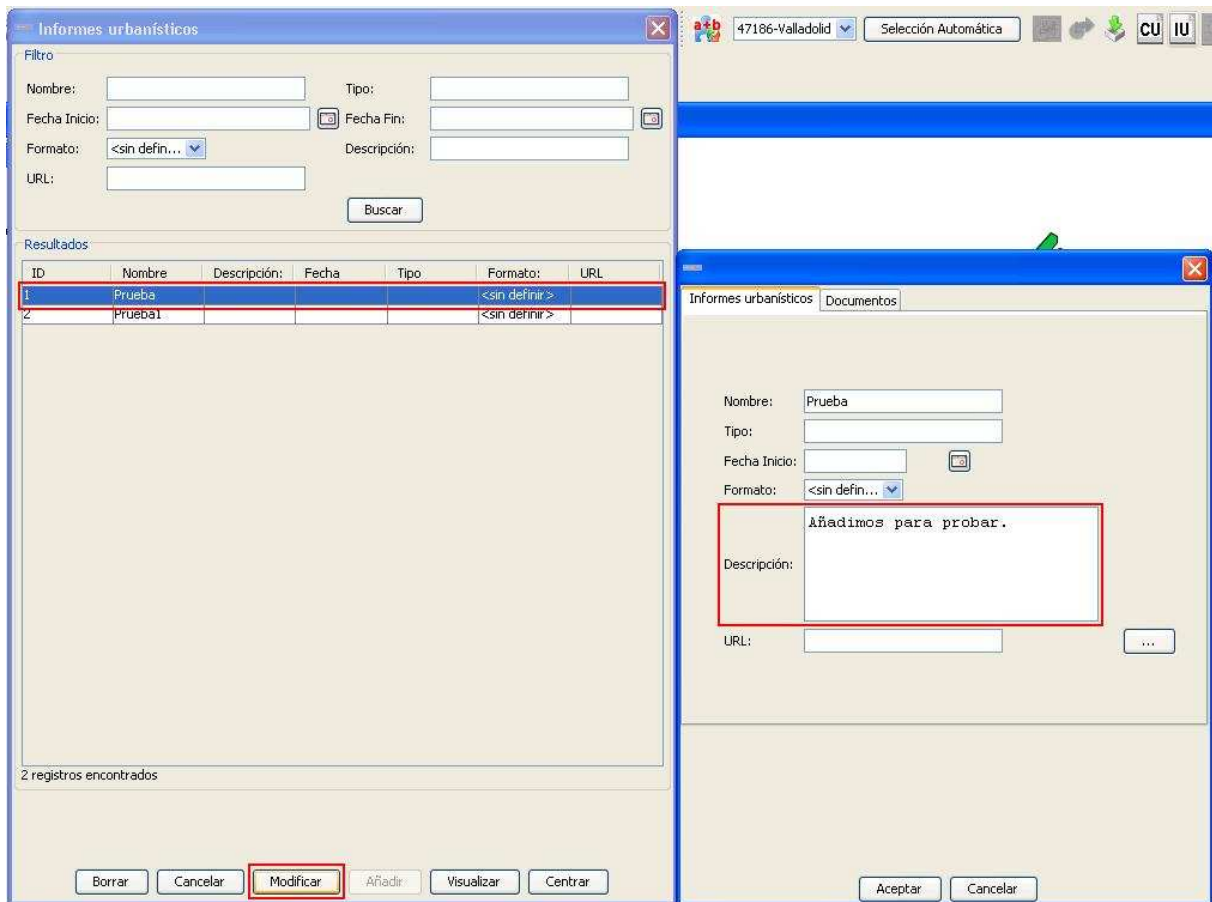 Informes urbanísticos
Filtro
Nombre: Tipo:
Fecha Inicio: Fecha Fin:
Formato: <sin defin... Descripción:
URL:
Buscar
Resultados
ID Nombre Descripción: Fecha Tipo Formato: URL
1 Prueba <sin definir>
2 Prueba1 <sin definir>
2 registros encontrados
Borrar Cancelar Modificar Añadir Visualizar Centrar
a+b 47186-Valladolid Selección Automática CU IU
Informes urbanísticos Documentos
Nombre: Prueba
Tipo:
Fecha Inicio:
Formato: <sin defin...
Añadimos para probar.
Descripción:
URL: ...
Aceptar Cancelar